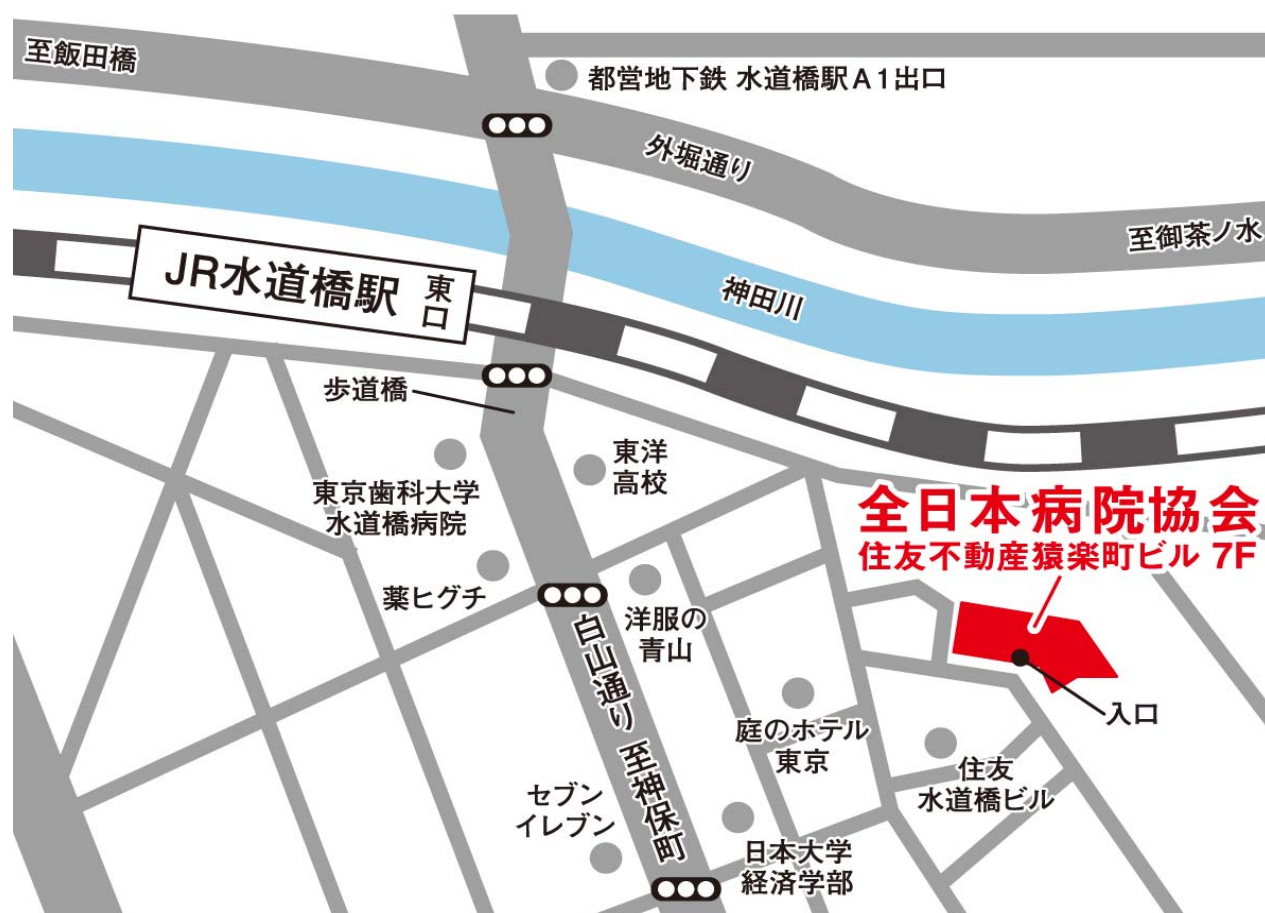 至飯田橋
都営地下鉄 水道橋駅A1出口
外堀通り
至御茶ノ水
JR水道橋駅
東口
神田川
歩道橋
東洋
高校
東京歯科大学
水道橋病院
全日本病院協会
住友不動産猿楽町ビル 7F
薬ヒグチ
洋服の
青山
白山通り 至神保町
入口
庭のホテル
東京
住友
水道橋ビル
セブン
イレブン
日本大学
経済学部